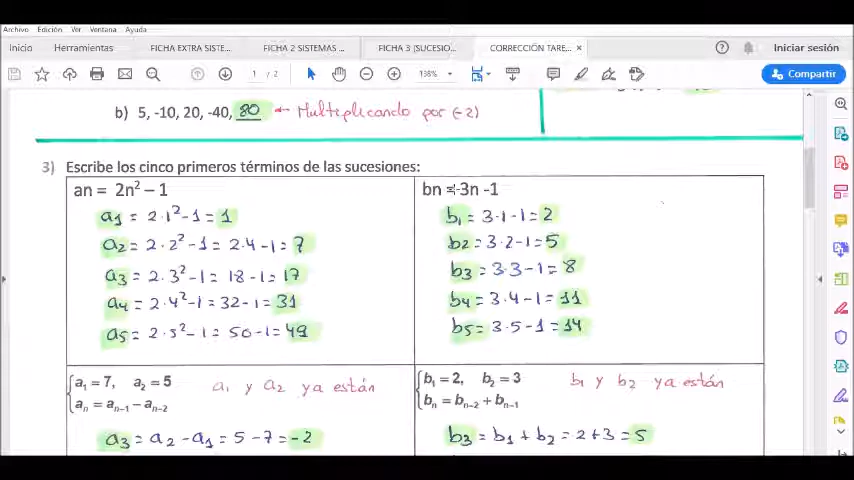 Archivo Edición Ver Ventana Ayuda
Inicio Herramientas FICHA EXTRA SISTE... FICHA 2 SISTEMAS ... FICHA 3 (SUCESIO... CORRECCIÓN TARE... × Iniciar sesión
1 / 2 138% Compartir
b) 5, -10, 20, -40, 80 ← Multiplicando por (-2)
3) Escribe los cinco primeros términos de las sucesiones:
an = 2n² – 1
a1 = 2·1²-1 = 1
a2 = 2·2²-1 = 2·4-1 = 7
a3 = 2·3²-1 = 18-1 = 17
a4 = 2·4²-1 = 32-1 = 31
a5 = 2·5²-1 = 50-1 = 49
bn = 3n -1
b1 = 3·1-1 = 2
b2 = 3·2-1 = 5
b3 = 3·3-1 = 8
b4 = 3·4-1 = 11
b5 = 3·5-1 = 14
a₁ = 7, a₂ = 5 a1 y a2 ya están
aₙ = aₙ₋₁ − aₙ₋₂
a3 = a2 - a1 = 5-7 = -2
b₁ = 2, b₂ = 3 b1 y b2 ya están
bₙ = bₙ₋₂ + bₙ₋₁
b3 = b1 + b2 = 2+3 = 5